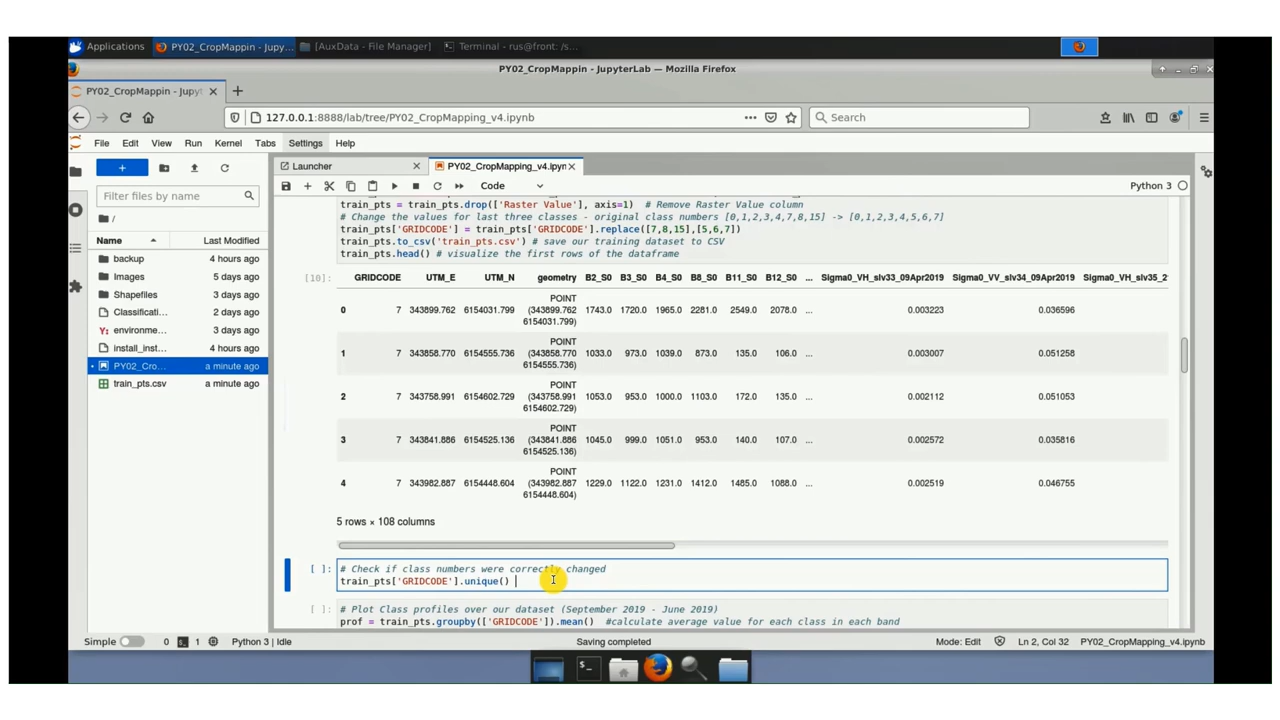 Applications PY02_CropMappin - Jupy... [AuxData - File Manager] Terminal - rus@front: /s...
PY02_CropMappin - JupyterLab — Mozilla Firefox
PY02_CropMappin - Jupyt
127.0.0.1:8888/lab/tree/PY02_CropMapping_v4.ipynb Search
File Edit View Run Kernel Tabs Settings Help
Launcher PY02_CropMapping_v4.ipyn
Code Python 3
Filter files by name
/
Name Last Modified
backup 4 hours ago
Images 5 days ago
Shapefiles 3 days ago
Classificati... 2 days ago
environme... 3 days ago
install_inst... 4 hours ago
PY02_Cro... a minute ago
train_pts.csv a minute ago
train_pts = train_pts.drop(['Raster Value'], axis=1) # Remove Raster Value column
# Change the values for last three classes - original class numbers [0,1,2,3,4,7,8,15] -> [0,1,2,3,4,5,6,7]
train_pts['GRIDCODE'] = train_pts['GRIDCODE'].replace([7,8,15],[5,6,7])
train_pts.to_csv('train_pts.csv') # save our training dataset to CSV
train_pts.head() # visualize the first rows of the dataframe
[10]: GRIDCODE UTM_E UTM_N geometry B2_S0 B3_S0 B4_S0 B8_S0 B11_S0 B12_S0 ... Sigma0_VH_slv33_09Apr2019 Sigma0_VV_slv34_09Apr2019 Sigma0_VH_slv35_2
POINT
0 7 343899.762 6154031.799 (343899.762 1743.0 1720.0 1965.0 2281.0 2549.0 2078.0 ... 0.003223 0.036596
6154031.799)
POINT
1 7 343858.770 6154555.736 (343858.770 1033.0 973.0 1039.0 873.0 135.0 106.0 ... 0.003007 0.051258
6154555.736)
POINT
2 7 343758.991 6154602.729 (343758.991 1053.0 953.0 1000.0 1103.0 172.0 135.0 ... 0.002112 0.051053
6154602.729)
POINT
3 7 343841.886 6154525.136 (343841.886 1045.0 999.0 1051.0 953.0 140.0 107.0 ... 0.002572 0.035816
6154525.136)
POINT
4 7 343982.887 6154448.604 (343982.887 1229.0 1122.0 1231.0 1412.0 1485.0 1088.0 ... 0.002519 0.046755
6154448.604)
5 rows × 108 columns
[ ]: # Check if class numbers were correctly changed
train_pts['GRIDCODE'].unique()
[ ]: # Plot Class profiles over our dataset (September 2019 - June 2019)
prof = train_pts.groupby(['GRIDCODE']).mean() #calculate average value for each class in each band
Simple 0 1 Python 3 | Idle Saving completed Mode: Edit Ln 2, Col 32 PY02_CropMapping_v4.ipynb